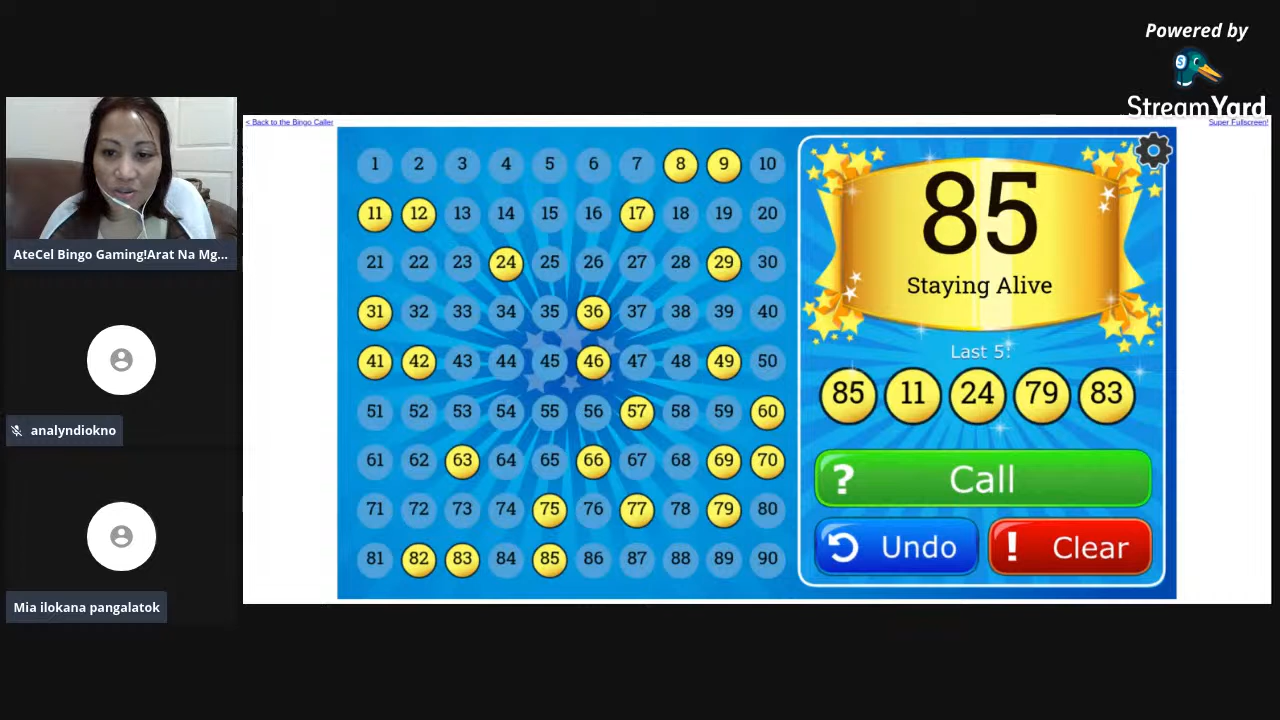 Powered by
StreamYard
< Back to the Bingo Caller
Super Fullscreen!
AteCel Bingo Gaming!Arat Na Mg...
analyndiokno
Mia ilokana pangalatok
1 2 3 4 5 6 7 8 9 10
11 12 13 14 15 16 17 18 19 20
21 22 23 24 25 26 27 28 29 30
31 32 33 34 35 36 37 38 39 40
41 42 43 44 45 46 47 48 49 50
51 52 53 54 55 56 57 58 59 60
61 62 63 64 65 66 67 68 69 70
71 72 73 74 75 76 77 78 79 80
81 82 83 84 85 86 87 88 89 90
85
Staying Alive
Last 5:
85 11 24 79 83
? Call
Undo
! Clear